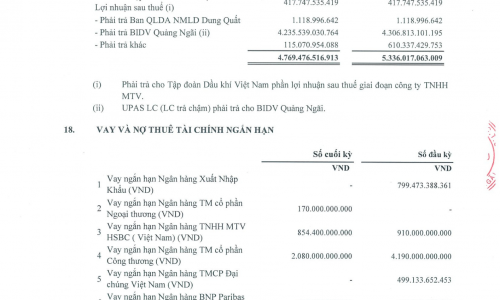 Lợi nhuận sau thuế (i) 417.747.535.419 417.747.535.419
- Phải trả Ban QLDA NMLD Dung Quất 1.118.996.642 1.118.996.642
- Phải trả BIDV Quảng Ngãi (ii) 4.235.539.030.764 4.306.813.101.195
- Phải trả khác 115.070.954.088 610.337.429.753
4.769.476.516.913 5.336.017.063.009
(i) Phải trả cho Tập đoàn Dầu khí Việt Nam phần lợi nhuận sau thuế giai đoạn công ty TNHH
MTV.
(ii) UPAS LC (LC trả chậm) phải trả cho BIDV Quảng Ngãi.
18. VAY VÀ NỢ THUÊ TÀI CHÍNH NGẮN HẠN
Số cuối kỳ Số đầu kỳ
VND VND
1 Vay ngắn hạn Ngân hàng Xuất Nhập
Khẩu (VND) - 799.473.388.361
2 Vay ngắn hạn Ngân hàng TM cổ phần
Ngoại thương (VND) 170.000.000.000 -
3 Vay ngắn hạn Ngân hàng TNHH MTV
HSBC ( Việt Nam) (VND) 854.400.000.000 910.000.000.000
4 Vay ngắn hạn Ngân hàng TM cổ phần
Công thương (VND) 2.080.000.000.000 4.190.000.000.000
5 Vay ngắn hạn Ngân hàng TMCP Đại
chúng Việt Nam (VND) - 499.133.652.453
Vay ngắn hạn Ngân hàng BNP Paribas